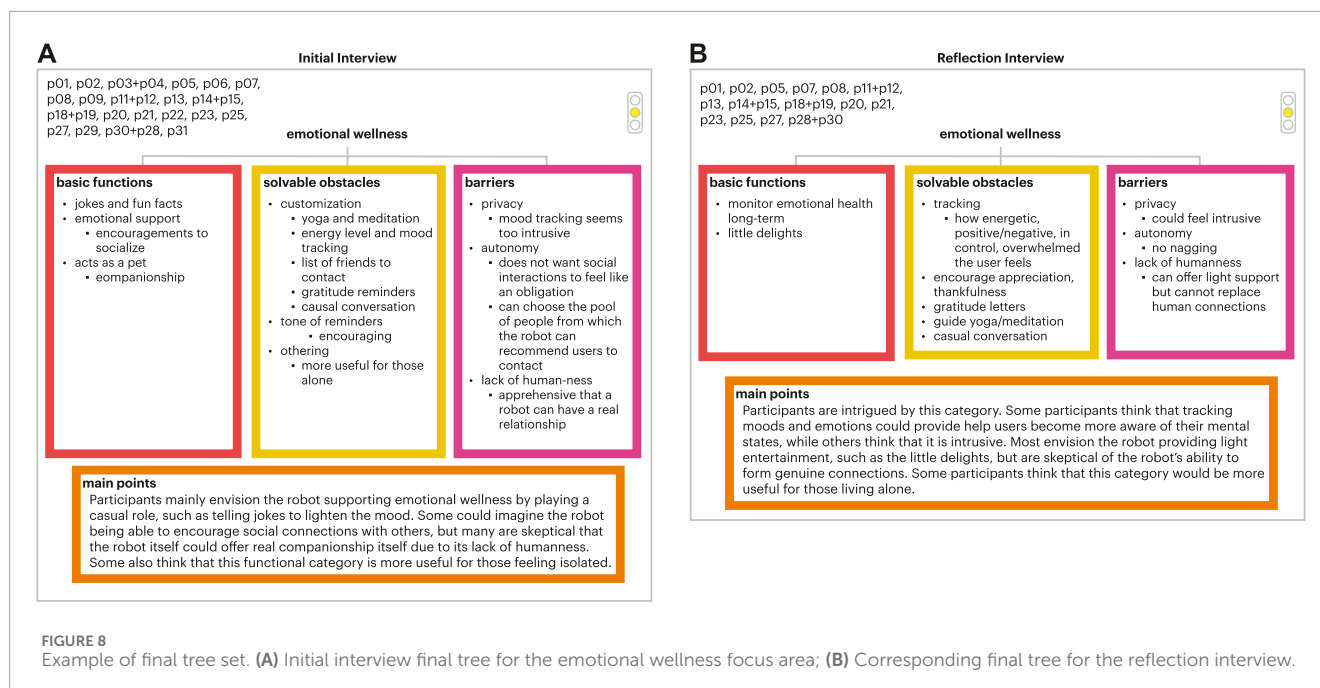 A
Initial Interview
p01, p02, p03+p04, p05, p06, p07,
p08, p09, p11+p12, p13, p14+p15,
p18+p19, p20, p21, p22, p23, p25,
p27, p29, p30+p28, p31
emotional wellness
basic functions
• jokes and fun facts
• emotional support
▪ encouragements to
socialize
• acts as a pet
▪ eompanionship
solvable obstacles
• customization
▪ yoga and meditation
▪ energy level and mood
tracking
▪ list of friends to
contact
▪ gratitude reminders
▪ causal conversation
• tone of reminders
▪ encouraging
• othering
▪ more useful for those
alone
barriers
• privacy
▪ mood tracking seems
too intrusive
• autonomy
▪ does not want social
interactions to feel like
an obligation
▪ can choose the pool
of people from which
the robot can
recommend users to
contact
• lack of human-ness
▪ apprehensive that a
robot can have a real
relationship
main points
Participants mainly envision the robot supporting emotional wellness by playing a
casual role, such as telling jokes to lighten the mood. Some could imagine the robot
being able to encourage social connections with others, but many are skeptical that
the robot itself could offer real companionship itself due to its lack of humanness.
Some also think that this functional category is more useful for those feeling isolated.
B
Reflection Interview
p01, p02, p05, p07, p08, p11+p12,
p13, p14+p15, p18+p19, p20, p21,
p23, p25, p27, p28+p30
emotional wellness
basic functions
• monitor emotional health
long-term
• little delights
solvable obstacles
• tracking
▪ how energetic,
positive/negative, in
control, overwhelmed
the user feels
• encourage appreciation,
thankfulness
• gratitude letters
• guide yoga/meditation
• casual conversation
barriers
• privacy
▪ could feel intrusive
• autonomy
▪ no nagging
• lack of humanness
▪ can offer light support
but cannot replace
human connections
main points
Participants are intrigued by this category. Some participants think that tracking
moods and emotions could provide help users become more aware of their mental
states, while others think that it is intrusive. Most envision the robot providing light
entertainment, such as the little delights, but are skeptical of the robot's ability to
form genuine connections. Some participants think that this category would be more
useful for those living alone.
FIGURE 8
Example of final tree set. (A) Initial interview final tree for the emotional wellness focus area; (B) Corresponding final tree for the reflection interview.